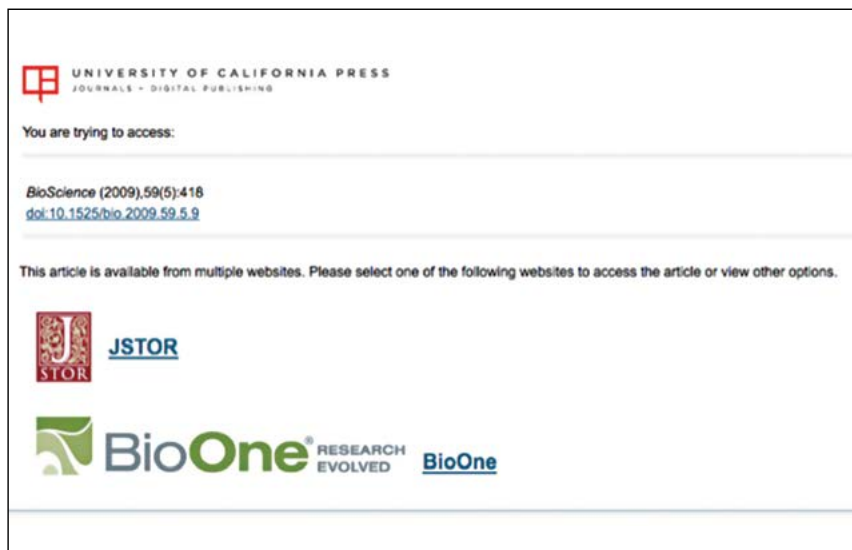 UNIVERSITY OF CALIFORNIA PRESS
JOURNALS + DIGITAL PUBLISHING
You are trying to access:
BioScience (2009),59(5):418
doi:10.1525/bio.2009.59.5.9
This article is available from multiple websites. Please select one of the following websites to access the article or view other options.
J
STOR
JSTOR
BioOne® RESEARCH
EVOLVED
BioOne